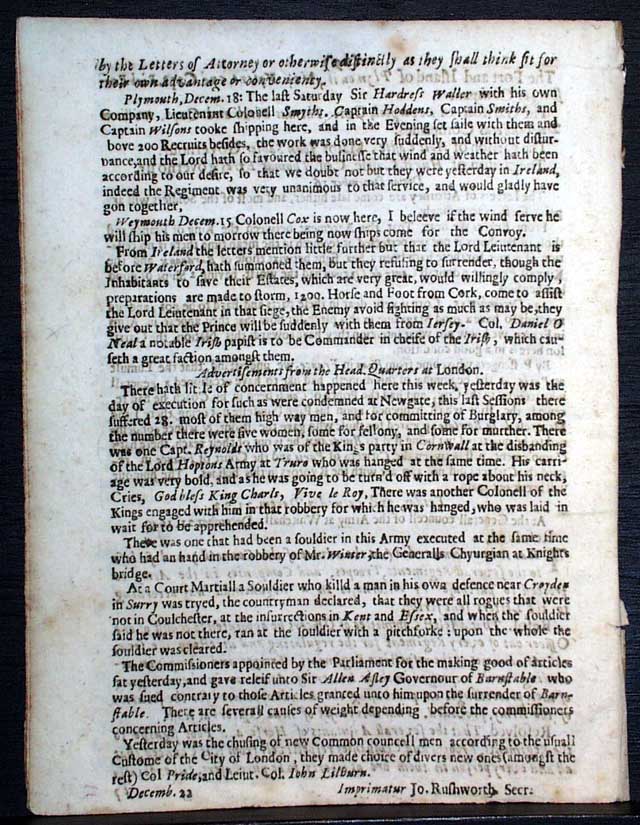 by the Letters of Attorney or otherwise distinctly as they shall think fit for
their own advantage or convenienty.
Plymouth, Decem. 18: The last Saturday Sir Hardress Waller with his own
Company, Lieutenant Colonell Smyths. Captain Hoddens, Captain Smiths, and
Captain Wilsons tooke shipping here, and in the Evening set saile with them and
bove 200 Recruits besides, the work was done very suddenly, and without distur-
vance, and the Lord hath so favoured the businesse that wind and weather hath been
according to our desire, so that we doubt not but they were yesterday in Ireland,
indeed the Regiment was very unanimous to that service, and would gladly have
gon together,
Weymouth Decem. 15 Colonell Cox is now here, I beleeve if the wind serve he
will ship his men to morrow there being now ships come for the Convoy.
From Ireland the letters mention little further but that the Lord Leiutenant is
before Waterford, hath summoned them, but they refusing to surrender, though the
Inhabitants to save their Estates, which are very great, would willingly comply,
preparations are made to storm, 1200. Horse and Foot from Cork, come to assist
the Lord Leiutenant in that siege, the Enemy avoid fighting as much as may be, they
give out that the Prince will be suddenly with them from Iersey. Col. Daniel O
Neal a notable Irish papist is to be Commander in cheife of the Irish, which cau-
seth a great faction amongst them.
Advertisements from the Head-Quarters at London.
There hath litle of concernment happened here this week, yesterday was the
day of execution for such as were condemned at Newgate, this last Sessions there
suffered 28. most of them high way men, and for committing of Burglary, among
the number there were five women, some for fellony, and some for murther. There
was one Capt. Reynolds who was of the Kings party in Cornwall at the disbanding
of the Lord Hoptons Army at Truro who was hanged at the same time. His carri-
age was very bold, and as he was going to be turn'd off with a rope about his neck,
Cries, God bless King Charls, Vive le Roy, There was another Colonell of the
Kings engaged with him in that robbery for which he was hanged, who was laid in
wait for to be apprehended.
There was one that had been a souldier in this Army executed at the same time
who had an hand in the robbery of Mr. Winter, the Generalls Chyurgian at Knights
bridge.
At a Court Martiall a Souldier who killd a man in his own defence near Croyden
in Surry was tryed, the countryman declared, that they were all rogues that were
not in Coulchester, at the insurrections in Kent and Essex, and when the souldier
said he was not there, ran at the souldier with a pitchforke: upon the whole the
souldier was cleared.
The Commissioners appointed by the Parliament for the making good of articles
sat yesterday, and gave releif unto Sir Allen Asley Governour of Barnstable who
was sued contrary to those Articles granted unto him upon the surrender of Barn-
stable. There are severall causes of weight depending before the commissioners
concerning Articles.
Yesterday was the chusing of new Common councell men according to the usuall
Custome of the City of London, they made choice of divers new ones (amongst the
rest) Col Pride, and Leiut. Col. Iohn Lilburn.
Decemb. 22 Imprimatur Jo. Rushworth Secr: